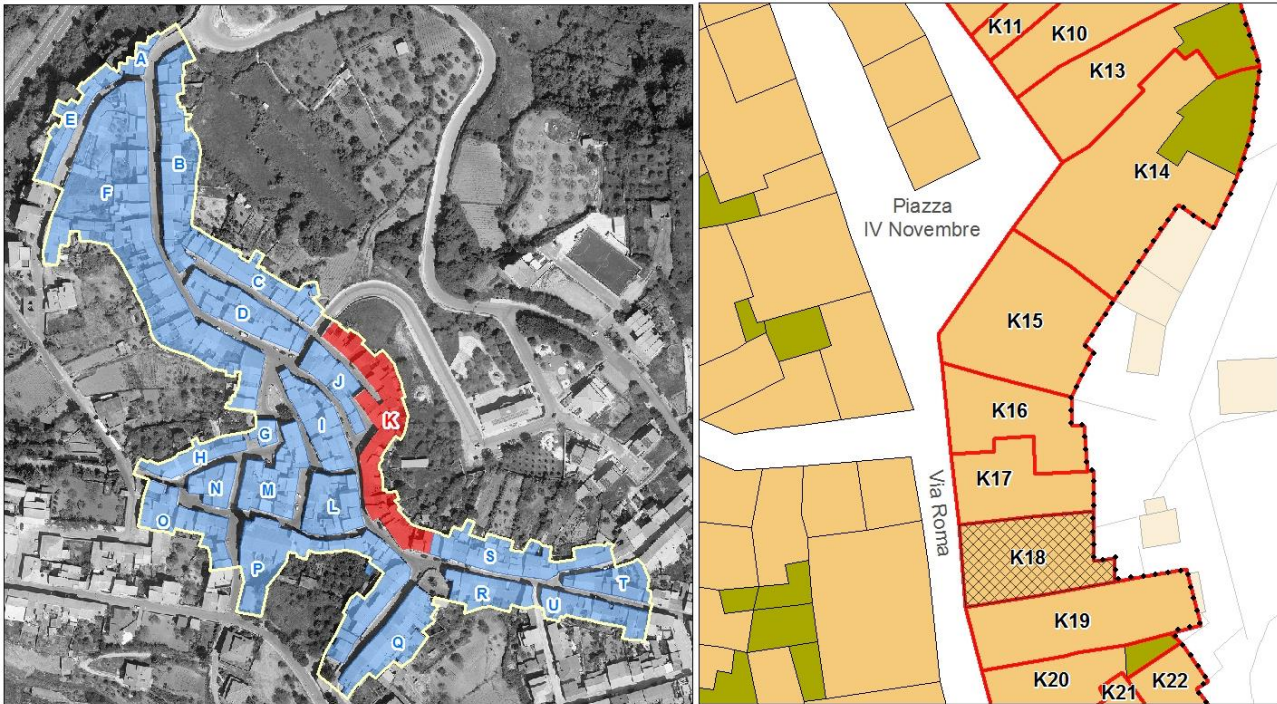 A
E
B
F
C
D
J
K
I
G
H
M
N
L
O
P
S
T
R
U
Q
K11
K10
K13
K14
Piazza
IV Novembre
K15
K16
K17
Via Roma
K18
K19
K20
K21
K22